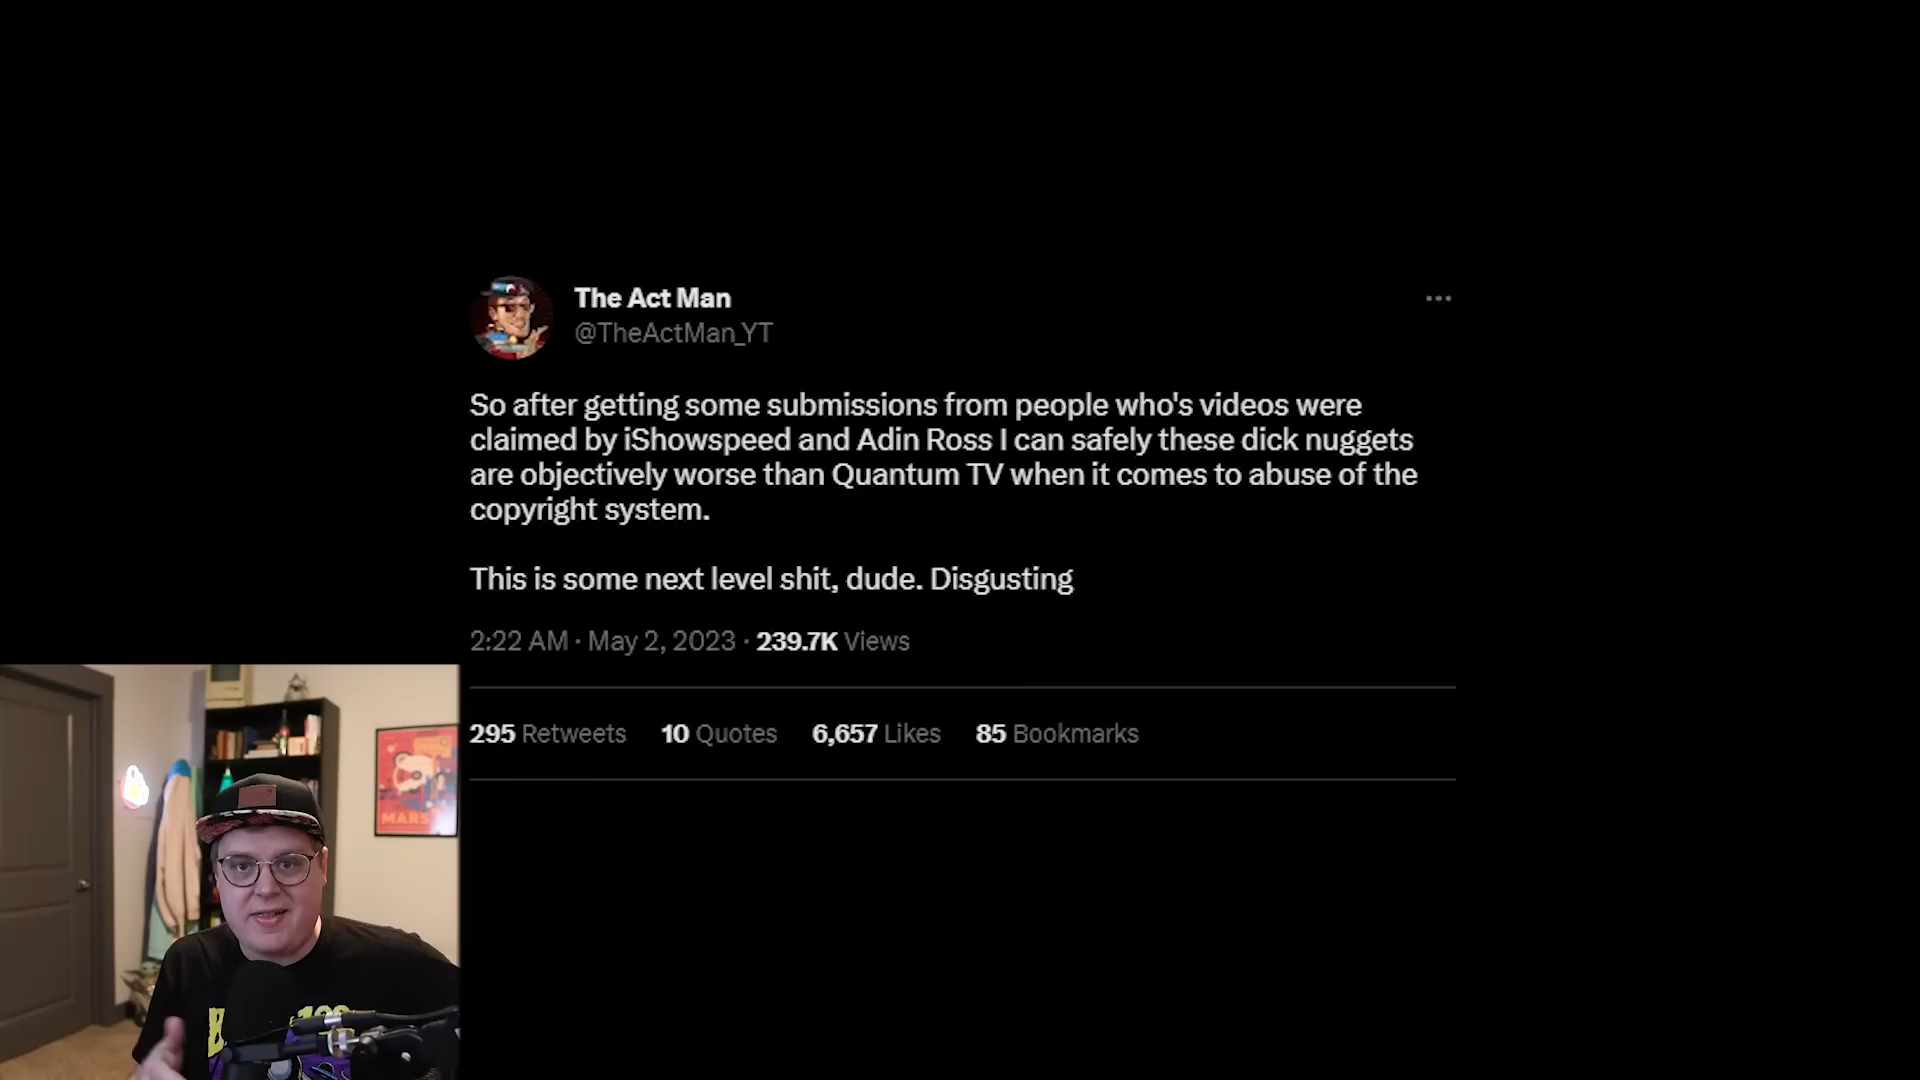 The Act Man
@TheActMan_YT
So after getting some submissions from people who's videos were
claimed by iShowspeed and Adin Ross I can safely these dick nuggets
are objectively worse than Quantum TV when it comes to abuse of the
copyright system.
This is some next level shit, dude. Disgusting
2:22 AM · May 2, 2023 · 239.7K Views
295 Retweets 10 Quotes 6,657 Likes 85 Bookmarks
MARS